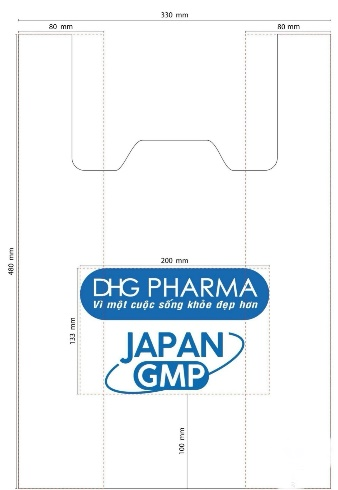 330 mm
80 mm
80 mm
480 mm
200 mm
133 mm
DHG PHARMA
Vì một cuộc sống khỏe đẹp hơn
JAPAN
GMP
100 mm